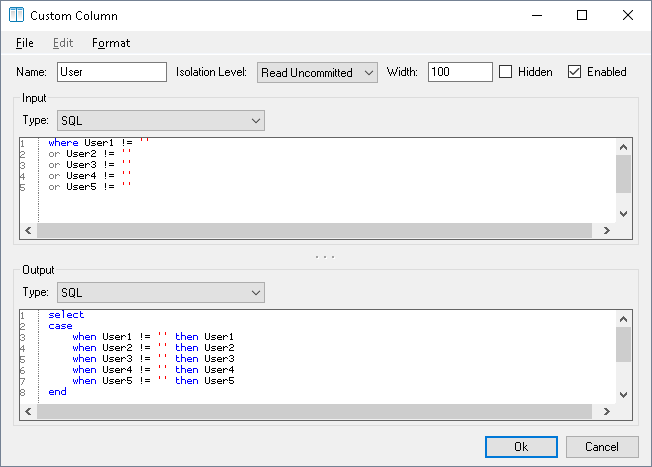 Custom Column
File Edit Format
Name: User Isolation Level: Read Uncommitted Width: 100 Hidden Enabled
Input
Type: SQL
1 where User1 != ''
2 or User2 != ''
3 or User3 != ''
4 or User4 != ''
5 or User5 != ''
Output
Type: SQL
1 select
2 case
3 when User1 != '' then User1
4 when User2 != '' then User2
5 when User3 != '' then User3
6 when User4 != '' then User4
7 when User5 != '' then User5
8 end
Ok Cancel